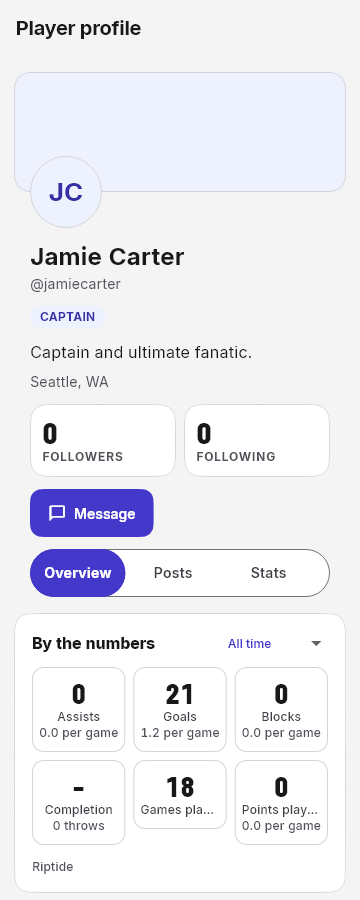 Player profile
JC
Jamie Carter
@jamiecarter
CAPTAIN
Captain and ultimate fanatic.
Seattle, WA
0 0
FOLLOWERS FOLLOWING
Message
Overview Posts Stats
By the numbers All time
0 21 0
Assists Goals Blocks
0.0 per game 1.2 per game 0.0 per game
- 18 0
Completion Games pla... Points play...
0 throws 0.0 per game
Riptide